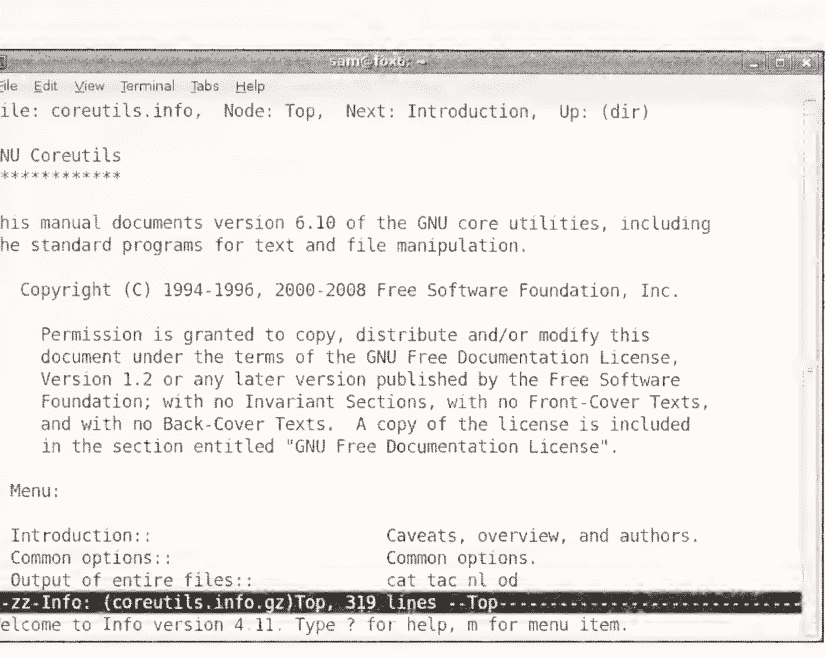 sam@fox6: ~
File Edit View Terminal Tabs Help
ile: coreutils.info, Node: Top, Next: Introduction, Up: (dir)
NU Coreutils
************
his manual documents version 6.10 of the GNU core utilities, including
he standard programs for text and file manipulation.
Copyright (C) 1994-1996, 2000-2008 Free Software Foundation, Inc.
Permission is granted to copy, distribute and/or modify this
document under the terms of the GNU Free Documentation License,
Version 1.2 or any later version published by the Free Software
Foundation; with no Invariant Sections, with no Front-Cover Texts,
and with no Back-Cover Texts. A copy of the license is included
in the section entitled "GNU Free Documentation License".
Menu:
Introduction:: Caveats, overview, and authors.
Common options:: Common options.
Output of entire files:: cat tac nl od
-zz-Info: (coreutils.info.gz)Top, 319 lines --Top------------------------------
elcome to Info version 4.11. Type ? for help, m for menu item.